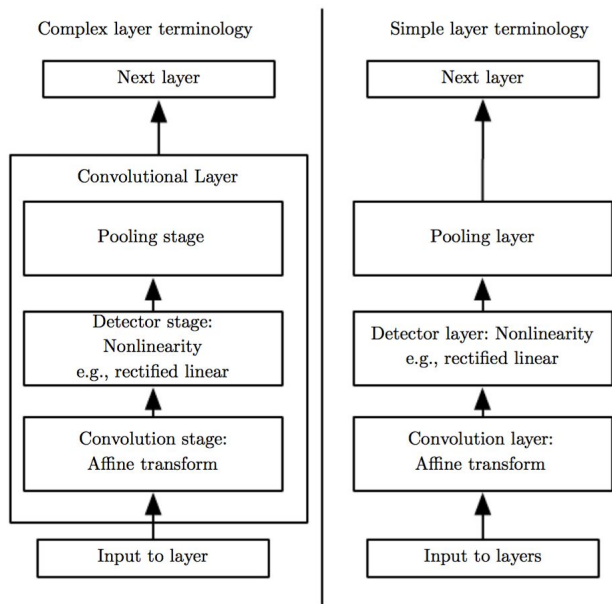 Complex layer terminology
Next layer
Convolutional Layer
Pooling stage
Detector stage:
Nonlinearity
e.g., rectified linear
Convolution stage:
Affine transform
Input to layer
Simple layer terminology
Next layer
Pooling layer
Detector layer: Nonlinearity
e.g., rectified linear
Convolution layer:
Affine transform
Input to layers